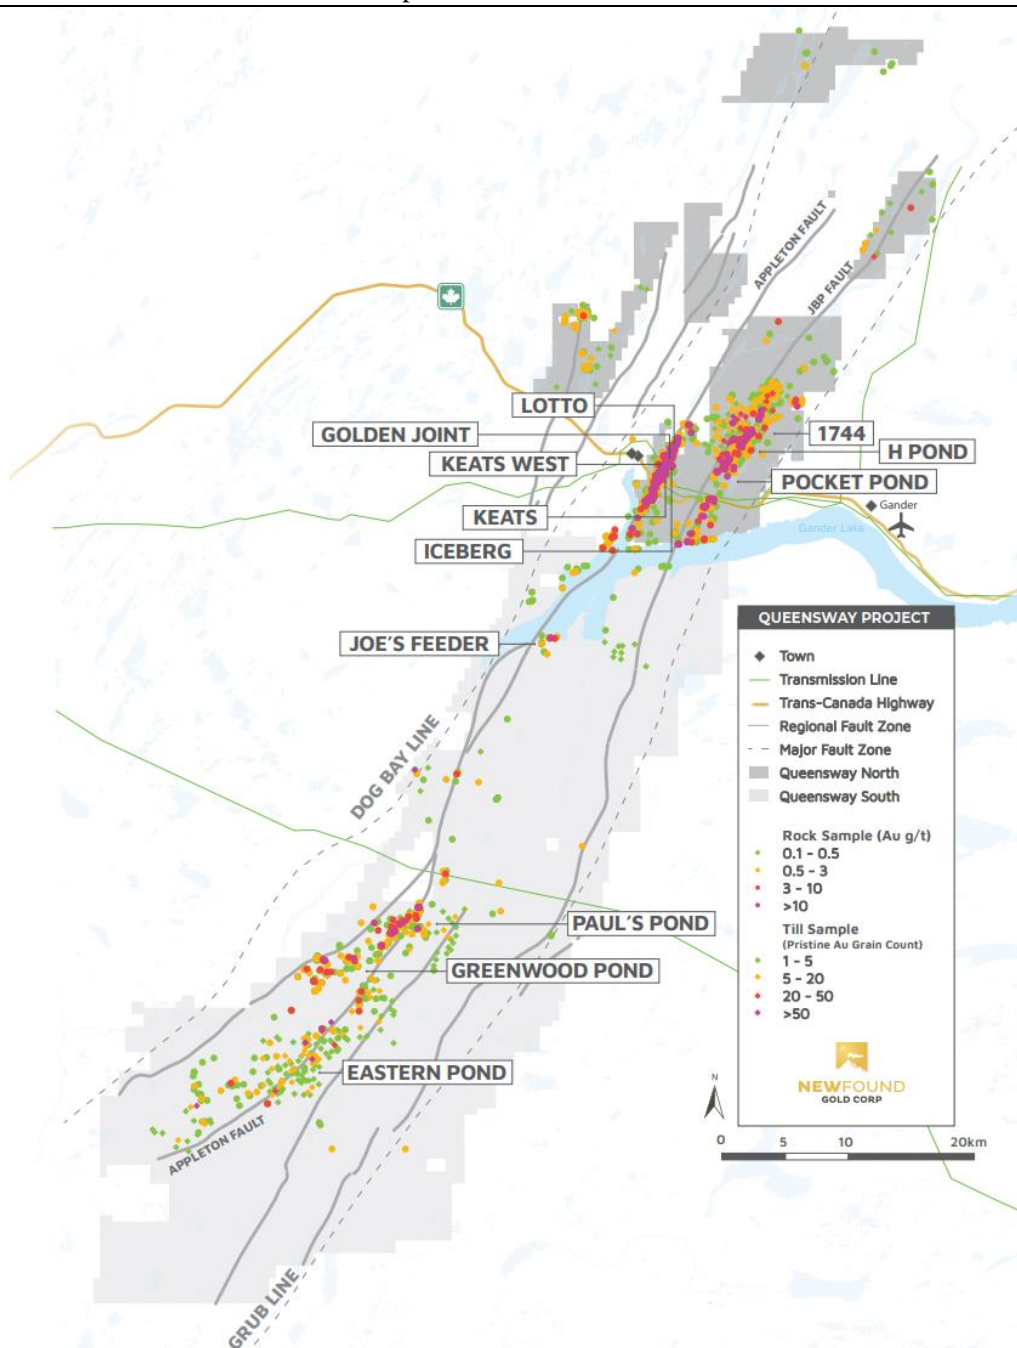 APPLETON FAULT
JBP FAULT
LOTTO
GOLDEN JOINT
1744
KEATS WEST
H POND
POCKET POND
KEATS
Gander
Gander Lake
ICEBERG
JOE'S FEEDER
DOG BAY LINE
PAUL'S POND
GREENWOOD POND
EASTERN POND
APPLETON FAULT
GRUB LINE
QUEENSWAY PROJECT
Town
Transmission Line
Trans-Canada Highway
Regional Fault Zone
Major Fault Zone
Queensway North
Queensway South
Rock Sample (Au g/t)
0.1 - 0.5
0.5 - 3
3 - 10
>10
Till Sample
(Pristine Au Grain Count)
1 - 5
5 - 20
20 - 50
>50
NEWFOUND
GOLD CORP
N
0 5 10 20km